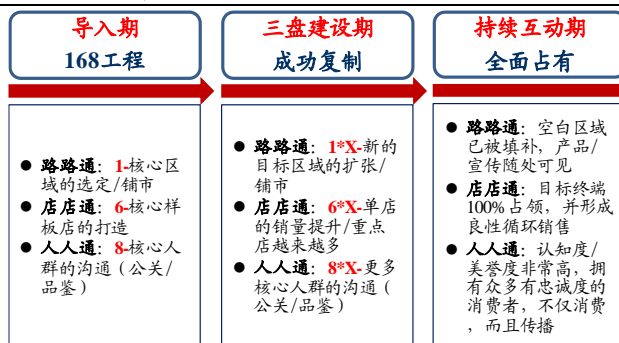 导入期
168工程
● 路路通：1-核心区
域的选定/铺市
● 店店通：6-核心样
板店的打造
● 人人通：8-核心人
群的沟通（公关/
品鉴）
三盘建设期
成功复制
● 路路通：1*X-新的
目标区域的扩张/
铺市
● 店店通：6*X-单店
的销量提升/重点
店越来越多
● 人人通：8*X-更多
核心人群的沟通（
公关/品鉴）
持续互动期
全面占有
● 路路通：空白区域
已被填补，产品/
宣传随处可见
● 店店通：目标终端
100%占领，并形成
良性循环销售
● 人人通：认知度/
美誉度非常高，拥
有众多有忠诚度的
消费者，不仅消费
，而且传播